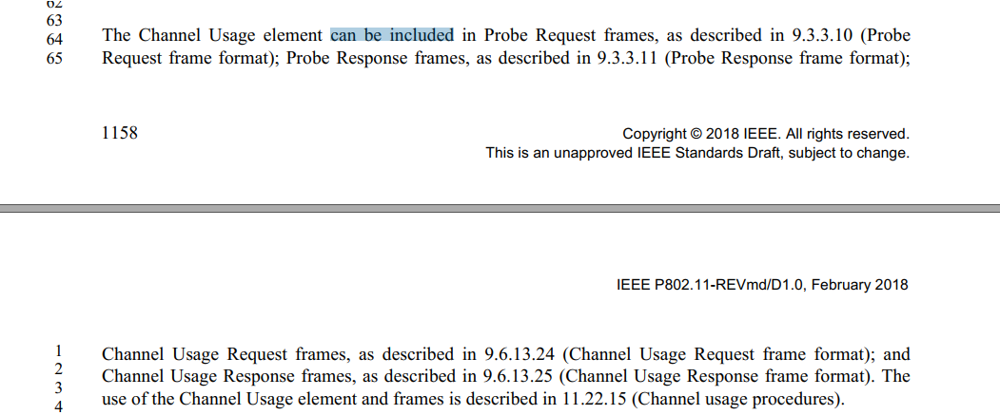 62
63
64 The Channel Usage element can be included in Probe Request frames, as described in 9.3.3.10 (Probe
65 Request frame format); Probe Response frames, as described in 9.3.3.11 (Probe Response frame format);
1158 Copyright © 2018 IEEE. All rights reserved.
This is an unapproved IEEE Standards Draft, subject to change.
IEEE P802.11-REVmd/D1.0, February 2018
1 Channel Usage Request frames, as described in 9.6.13.24 (Channel Usage Request frame format); and
2 Channel Usage Response frames, as described in 9.6.13.25 (Channel Usage Response frame format). The
3 use of the Channel Usage element and frames is described in 11.22.15 (Channel usage procedures).
4